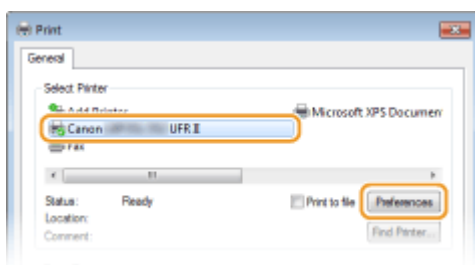 Print
General
Select Printer
Add Printer
Microsoft XPS Documen
Canon UFR II
Fax
Status: Ready
Print to file
Preferences
Location:
Comment:
Find Printer...